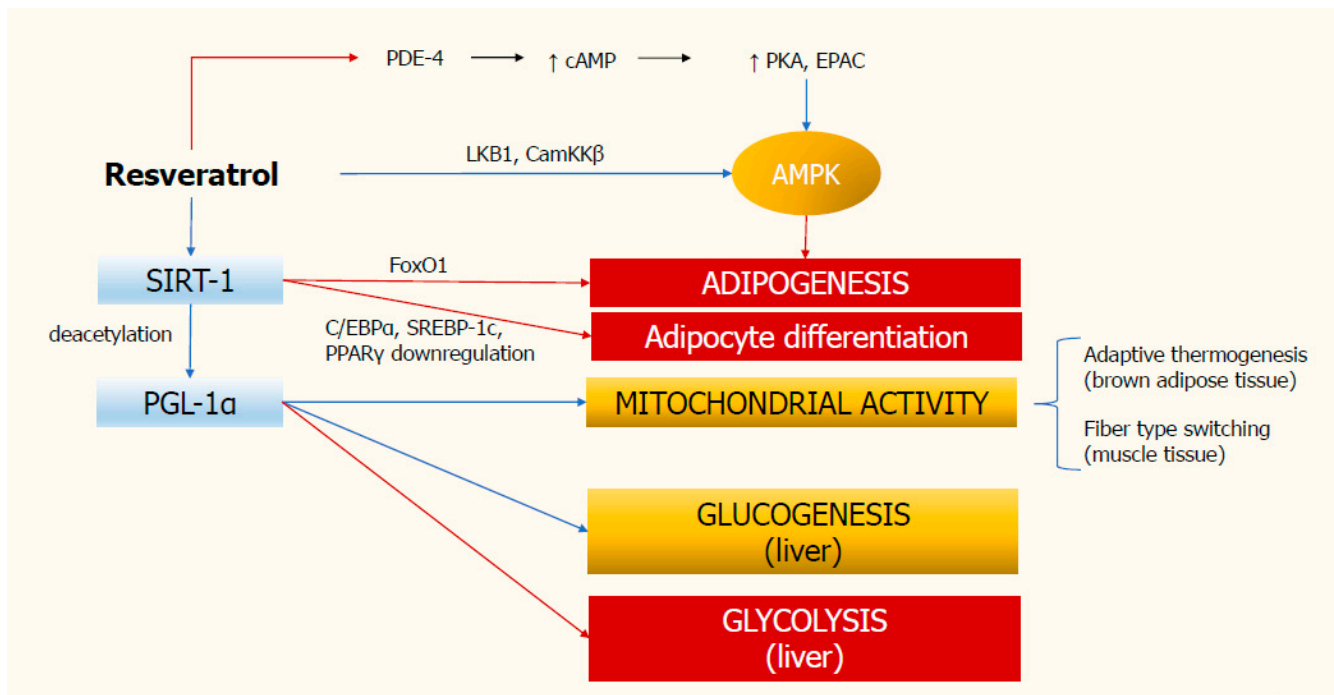 PDE-4
↑ cAMP
↑ PKA, EPAC
LKB1, CamKKβ
Resveratrol
AMPK
SIRT-1
FoxO1
ADIPOGENESIS
deacetylation
C/EBPα, SREBP-1c,
PPARγ downregulation
Adipocyte differentiation
Adaptive thermogenesis
(brown adipose tissue)
PGL-1α
MITOCHONDRIAL ACTIVITY
Fiber type switching
(muscle tissue)
GLUCOGENESIS
(liver)
GLYCOLYSIS
(liver)